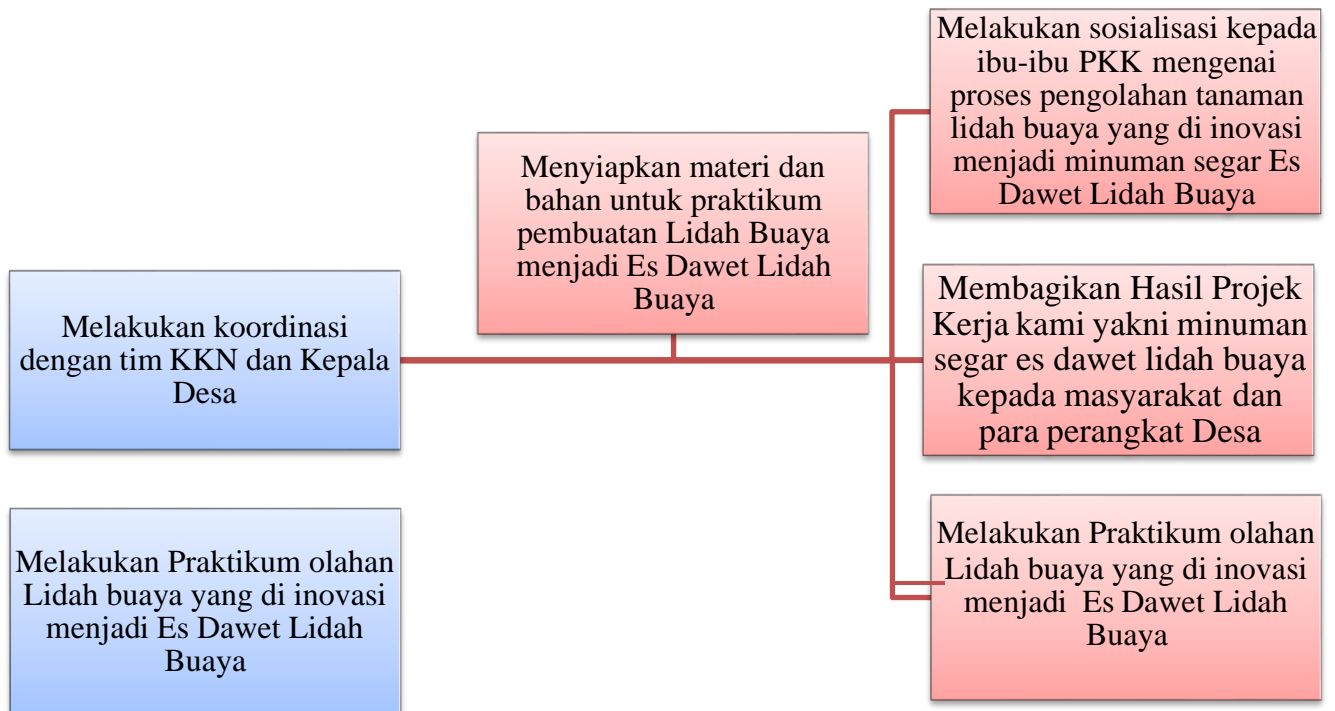 Melakukan koordinasi
dengan tim KKN dan Kepala
Desa
Melakukan Praktikum olahan
Lidah buaya yang di inovasi
menjadi Es Dawet Lidah
Buaya
Menyiapkan materi dan
bahan untuk praktikum
pembuatan Lidah Buaya
menjadi Es Dawet Lidah
Buaya
Melakukan sosialisasi kepada
ibu-ibu PKK mengenai
proses pengolahan tanaman
lidah buaya yang di inovasi
menjadi minuman segar Es
Dawet Lidah Buaya
Membagikan Hasil Projek
Kerja kami yakni minuman
segar es dawet lidah buaya
kepada masyarakat dan
para perangkat Desa
Melakukan Praktikum olahan
Lidah buaya yang di inovasi
menjadi Es Dawet Lidah
Buaya